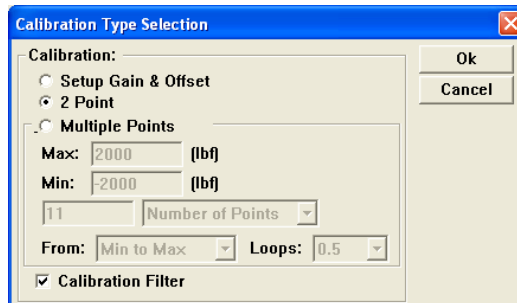 Calibration Type Selection
Calibration:
Setup Gain & Offset
2 Point
Multiple Points
Max: 2000 (lbf)
Min: -2000 (lbf)
11 Number of Points
From: Min to Max Loops: 0.5
Calibration Filter
Ok
Cancel